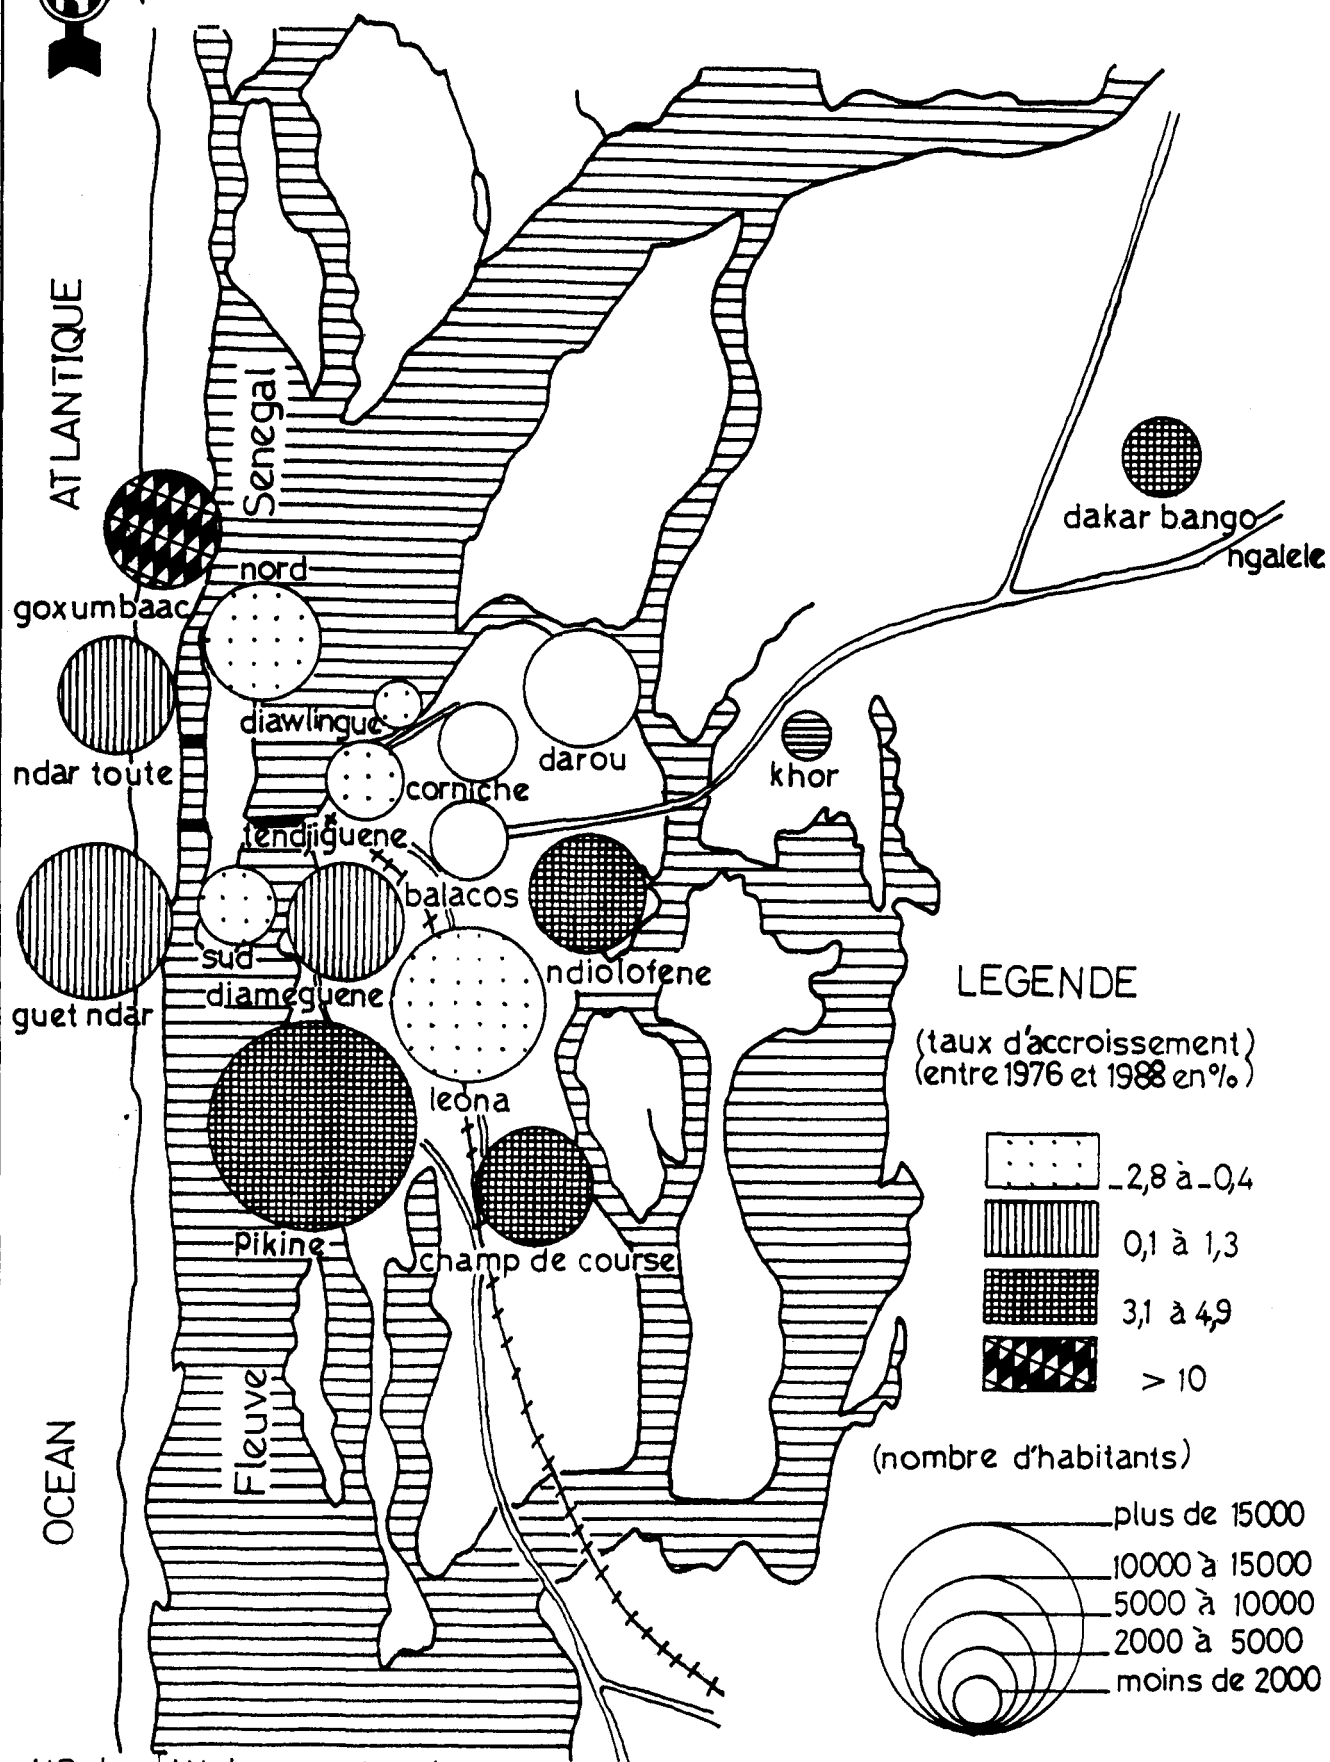 ATLANTIQUE
Senegal
dakar bango
ngalele
nord
goxumbaac
diawlingue
ndar toute
darou
khor
corniche
tendjiguene
balacos
sud
ndiolofene
diameguene
guet ndar
leona
Pikine
champ de course
Fleuve
OCEAN
LEGENDE
(taux d'accroissement)
(entre 1976 et 1988 en %)
_2,8 à _0,4
0,1 à 1,3
3,1 à 4,9
> 10
(nombre d'habitants)
plus de 15000
10000 à 15000
5000 à 10000
2000 à 5000
moins de 2000